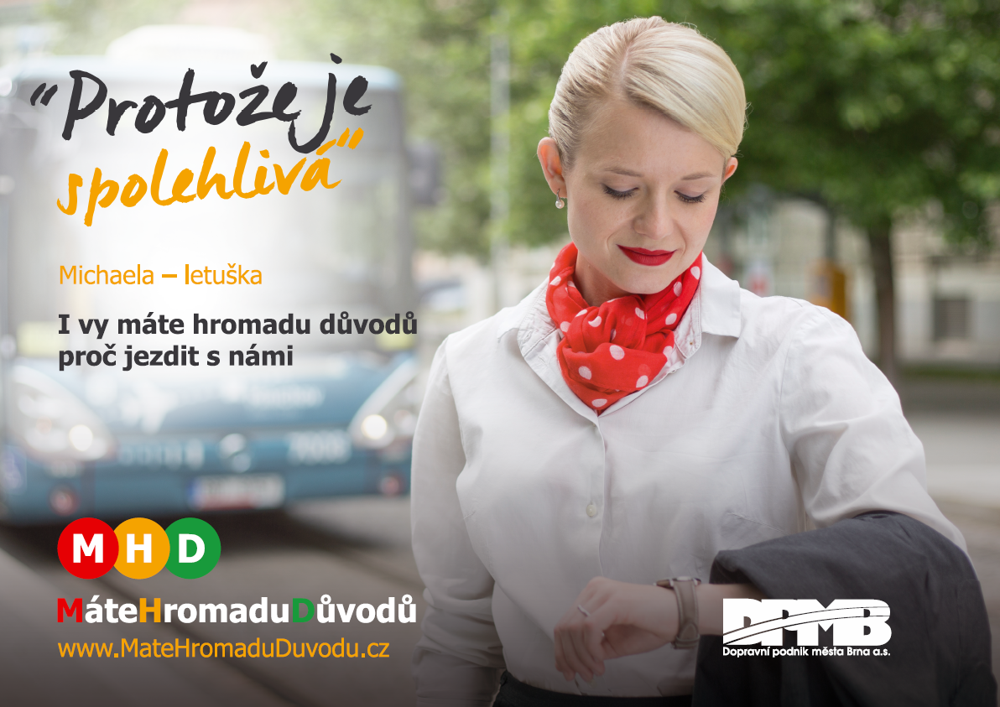 “Protože je
spolehlivá”
Michaela – letuška
I vy máte hromadu důvodů
proč jezdit s námi
MHD
MáteHromaduDůvodů
www.MateHromaduDuvodu.cz
DPMB
Dopravní podnik města Brna a.s.